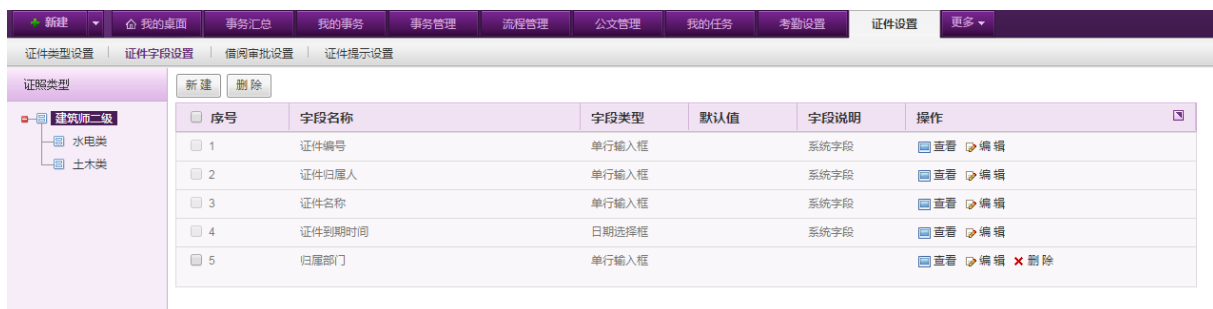 新建 我的桌面 事务汇总 我的事务 事务管理 流程管理 公文管理 我的任务 考勤设置 证件设置 更多
证件类型设置 证件字段设置 借阅审批设置 证件提示设置
证照类型
新 建 删 除
建筑师二级
水电类
土木类
序号 字段名称 字段类型 默认值 字段说明 操作
1 证件编号 单行输入框 系统字段 查看 编 辑
2 证件归属人 单行输入框 系统字段 查看 编 辑
3 证件名称 单行输入框 系统字段 查看 编 辑
4 证件到期时间 日期选择框 系统字段 查看 编 辑
5 归属部门 单行输入框 查看 编 辑 删 除